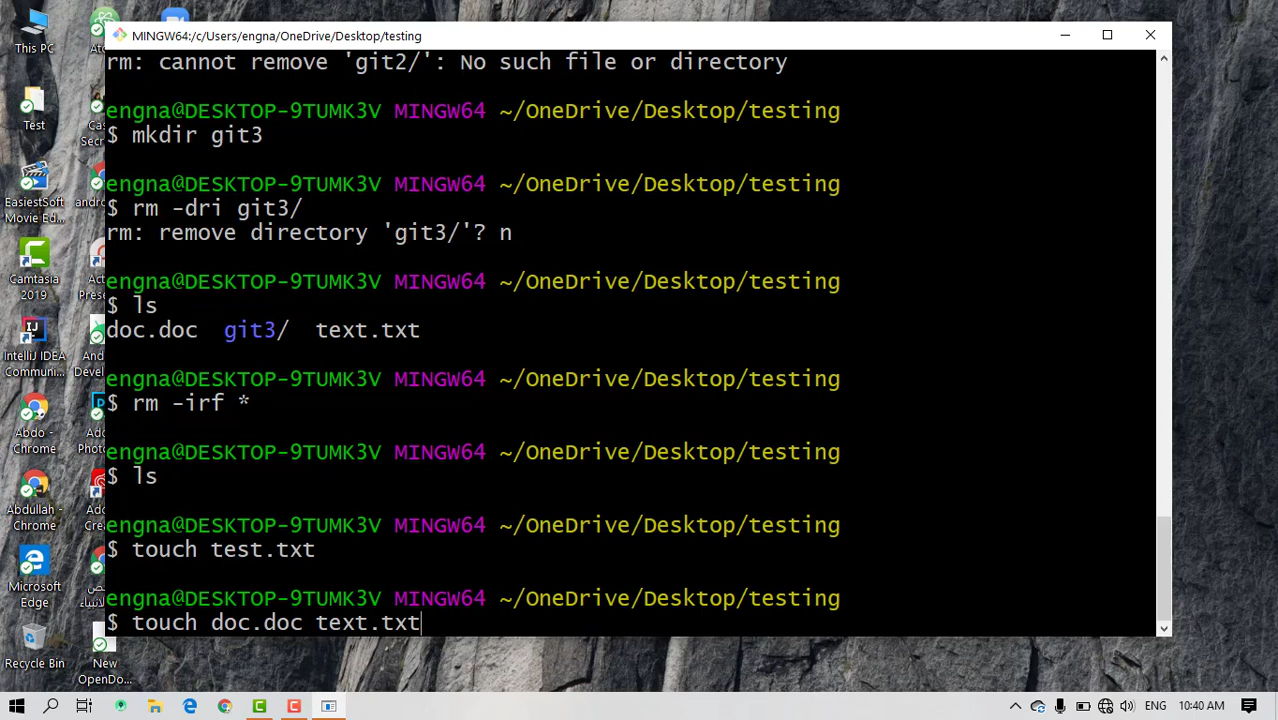 This PC
Test
EasiestSoft
Movie Ed...
Camtasia
2019
IntelliJ IDEA
Communi...
Abdo -
Chrome
Abdullah -
Chrome
Microsoft
Edge
Recycle Bin
New
OpenDo...
MINGW64:/c/Users/engna/OneDrive/Desktop/testing
rm: cannot remove 'git2/': No such file or directory
engna@DESKTOP-9TUMK3V MINGW64 ~/OneDrive/Desktop/testing
$ mkdir git3
engna@DESKTOP-9TUMK3V MINGW64 ~/OneDrive/Desktop/testing
$ rm -dri git3/
rm: remove directory 'git3/'? n
engna@DESKTOP-9TUMK3V MINGW64 ~/OneDrive/Desktop/testing
$ ls
doc.doc git3/ text.txt
engna@DESKTOP-9TUMK3V MINGW64 ~/OneDrive/Desktop/testing
$ rm -irf *
engna@DESKTOP-9TUMK3V MINGW64 ~/OneDrive/Desktop/testing
$ ls
engna@DESKTOP-9TUMK3V MINGW64 ~/OneDrive/Desktop/testing
$ touch test.txt
engna@DESKTOP-9TUMK3V MINGW64 ~/OneDrive/Desktop/testing
$ touch doc.doc text.txt
ENG
10:40 AM